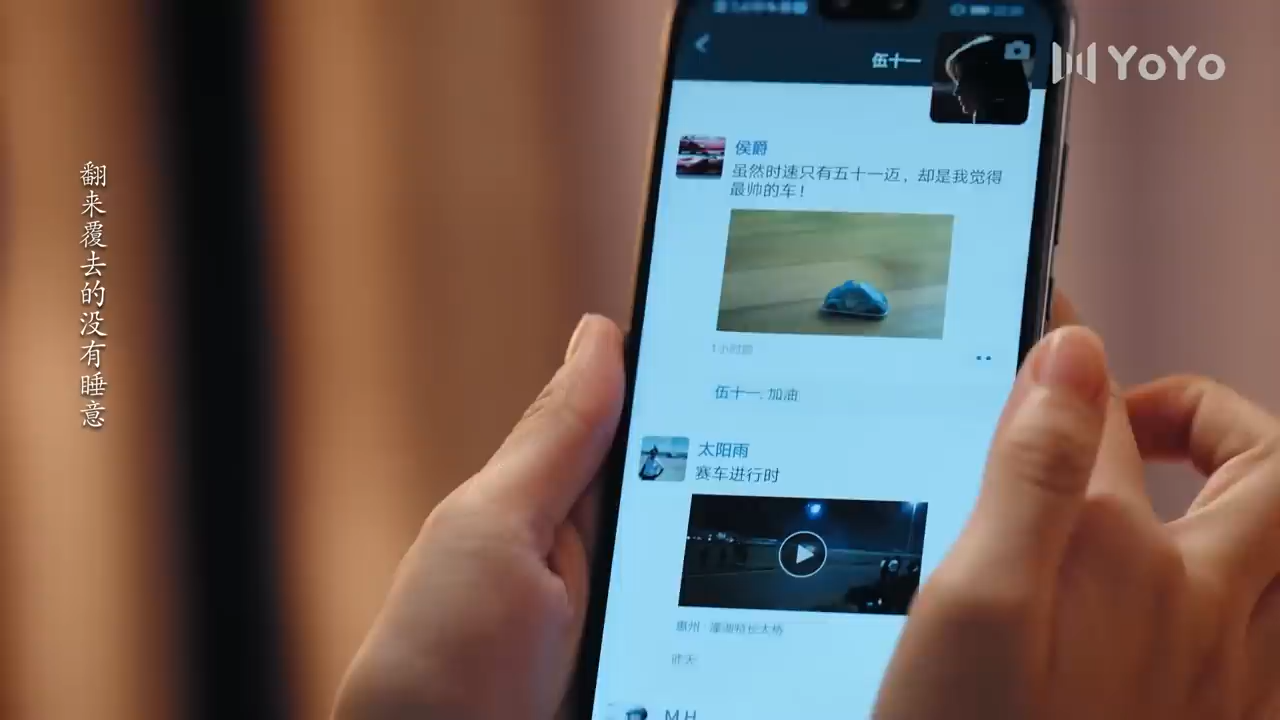 YoYo
伍十一
侯爵
虽然时速只有五十一迈，却是我觉得
最帅的车！
1小时前
伍十一. 加油
太阳雨
赛车进行时
昨天
M.H
翻来覆去的没有睡意